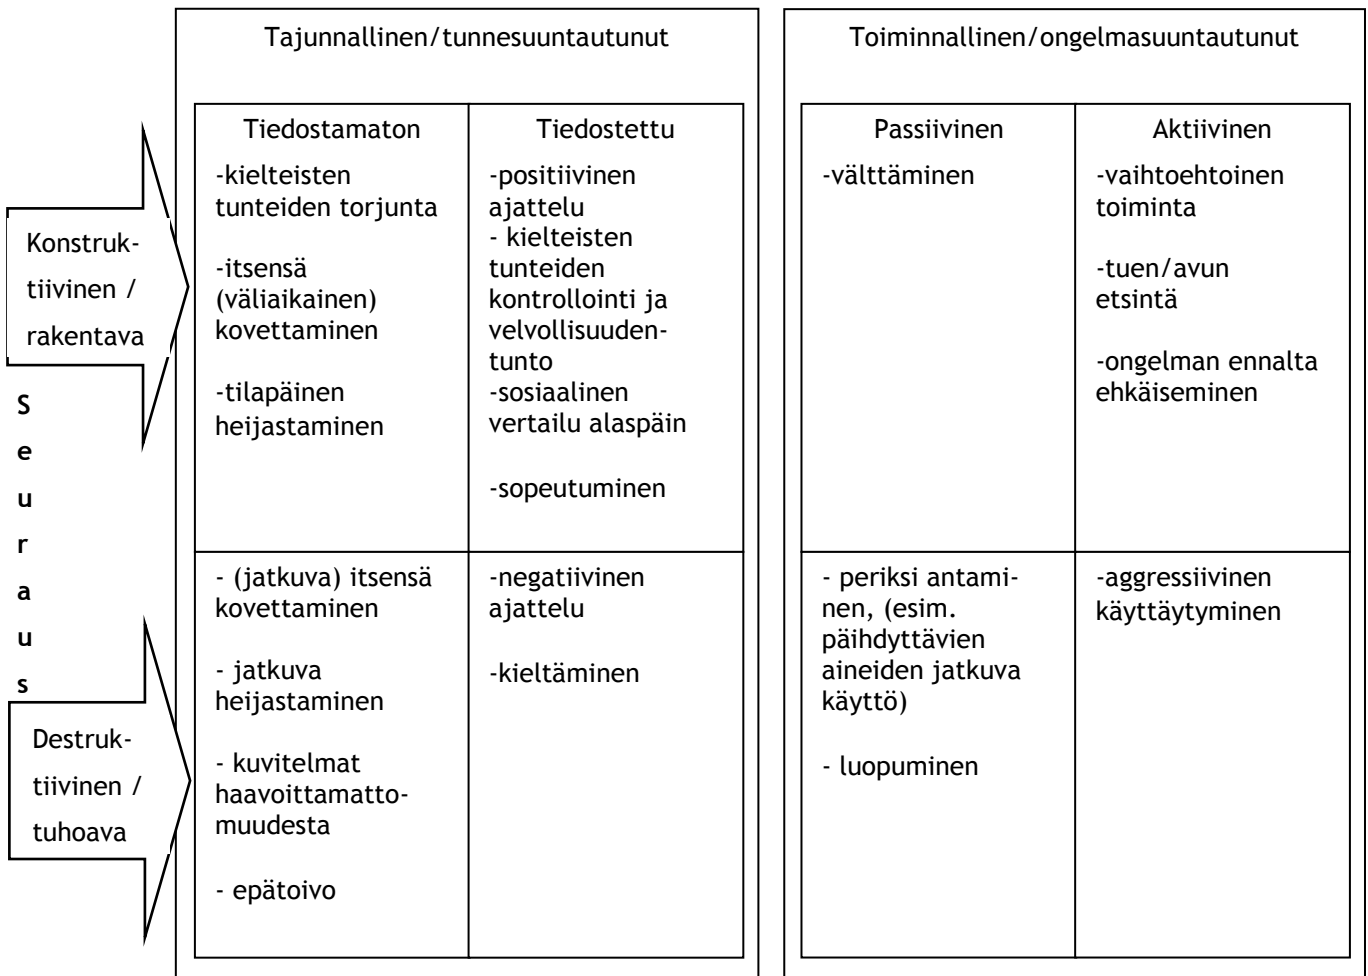 Tajunnallinen/tunnesuuntautunut
Toiminnallinen/ongelmasuuntautunut
Konstruk-
tiivinen /
rakentava
Tiedostamaton
-kielteisten
tunteiden torjunta
-itsensä
(väliaikainen)
kovettaminen
-tilapäinen
heijastaminen
Tiedostettu
-positiivinen
ajattelu
- kielteisten
tunteiden
kontrollointi ja
velvollisuuden-
tunto
-sosiaalinen
vertailu alaspäin
-sopeutuminen
Passiivinen
-välttäminen
Aktiivinen
-vaihtoehtoinen
toiminta
-tuen/avun
etsintä
-ongelman ennalta
ehkäiseminen
S
e
u
r
a
u
s
Destruk-
tiivinen /
tuhoava
- (jatkuva) itsensä
kovettaminen
- jatkuva
heijastaminen
- kuvitelmat
haavoittamatto-
muudesta
- epätoivo
-negatiivinen
ajattelu
-kieltäminen
- periksi antami-
nen, (esim.
päihdyttävien
aineiden jatkuva
käyttö)
- luopuminen
-aggressiivinen
käyttäytyminen